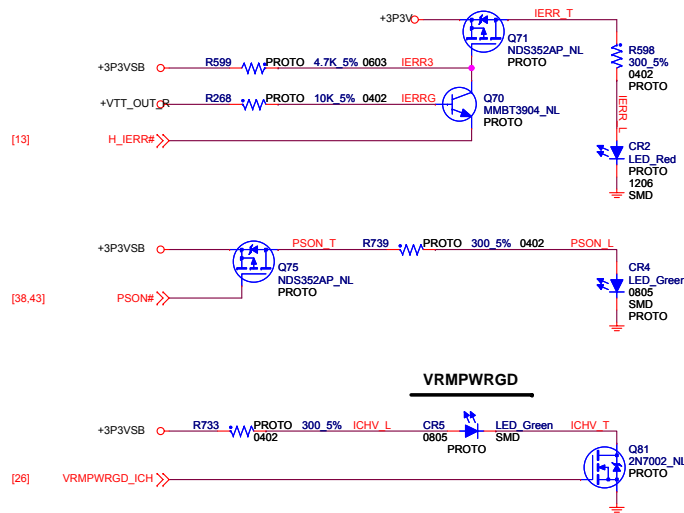 +3P3V IERR_T
Q71
NDS352AP_NL
PROTO
R598
300_5%
0402
PROTO
+3P3VSB R599 PROTO 4.7K_5% 0603 IERR3
+VTT_OUT_R R268 PROTO 10K_5% 0402 IERRG
Q70
MMBT3904_NL
PROTO
IERR_L
[13] H_IERR#
CR2
LED_Red
PROTO
1206
SMD
+3P3VSB PSON_T R739 PROTO 300_5% 0402 PSON_L
Q75
NDS352AP_NL
PROTO
CR4
LED_Green
0805
SMD
PROTO
[38,43] PSON#
VRMPWRGD
+3P3VSB R733 PROTO 300_5% ICHV_L CR5 LED_Green ICHV_T
0402 0805 SMD
PROTO
Q81
2N7002_NL
PROTO
[26] VRMPWRGD_ICH